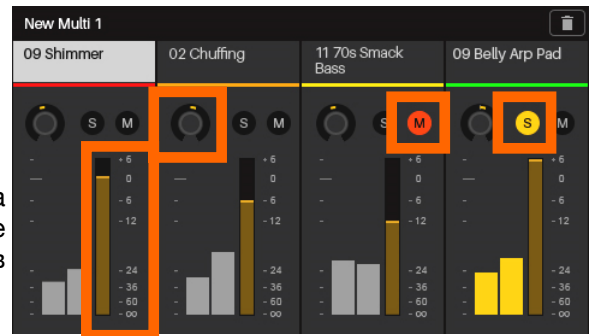 New Multi 1
09 Shimmer
02 Chuffing
11 70s Smack
Bass
09 Belly Arp Pad
S M
S M
S M
S M
+ 6
0
- 6
- 12
- 24
- 36
- 60
- ∞
+ 6
0
- 6
- 12
- 24
- 36
- 60
- ∞
+ 6
0
- 6
- 12
- 24
- 36
- 60
- ∞
+ 6
0
- 6
- 12
- 24
- 36
- 60
- ∞
а
е
в